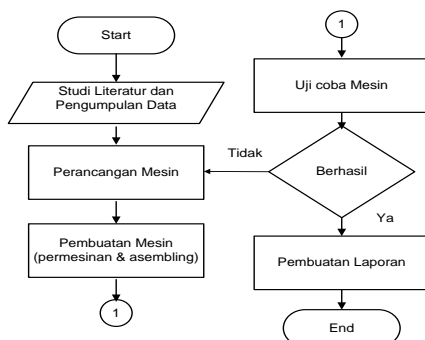 Start
Studi Literatur dan
Pengumpulan Data
Perancangan Mesin
Pembuatan Mesin
(permesinan & asembling)
1
1
Uji coba Mesin
Berhasil
Tidak
Ya
Pembuatan Laporan
End